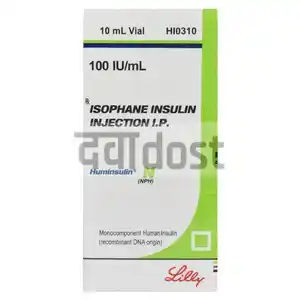 10 mL Vial HI0310
100 IU/mL
ISOPHANE INSULIN
INJECTION I.P.
दवाdost
Huminsulin N
(NPH)
Monocomponent Human Insulin
(recombinant DNA origin)
Lilly